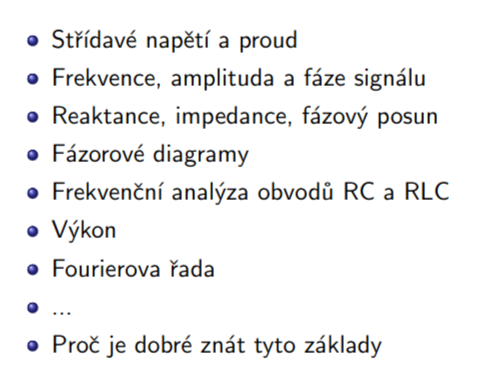 Střídavé napětí a proud
Frekvence, amplituda a fáze signálu
Reaktance, impedance, fázový posun
Fázorové diagramy
Frekvenční analýza obvodů RC a RLC
Výkon
Fourierova řada
...
Proč je dobré znát tyto základy